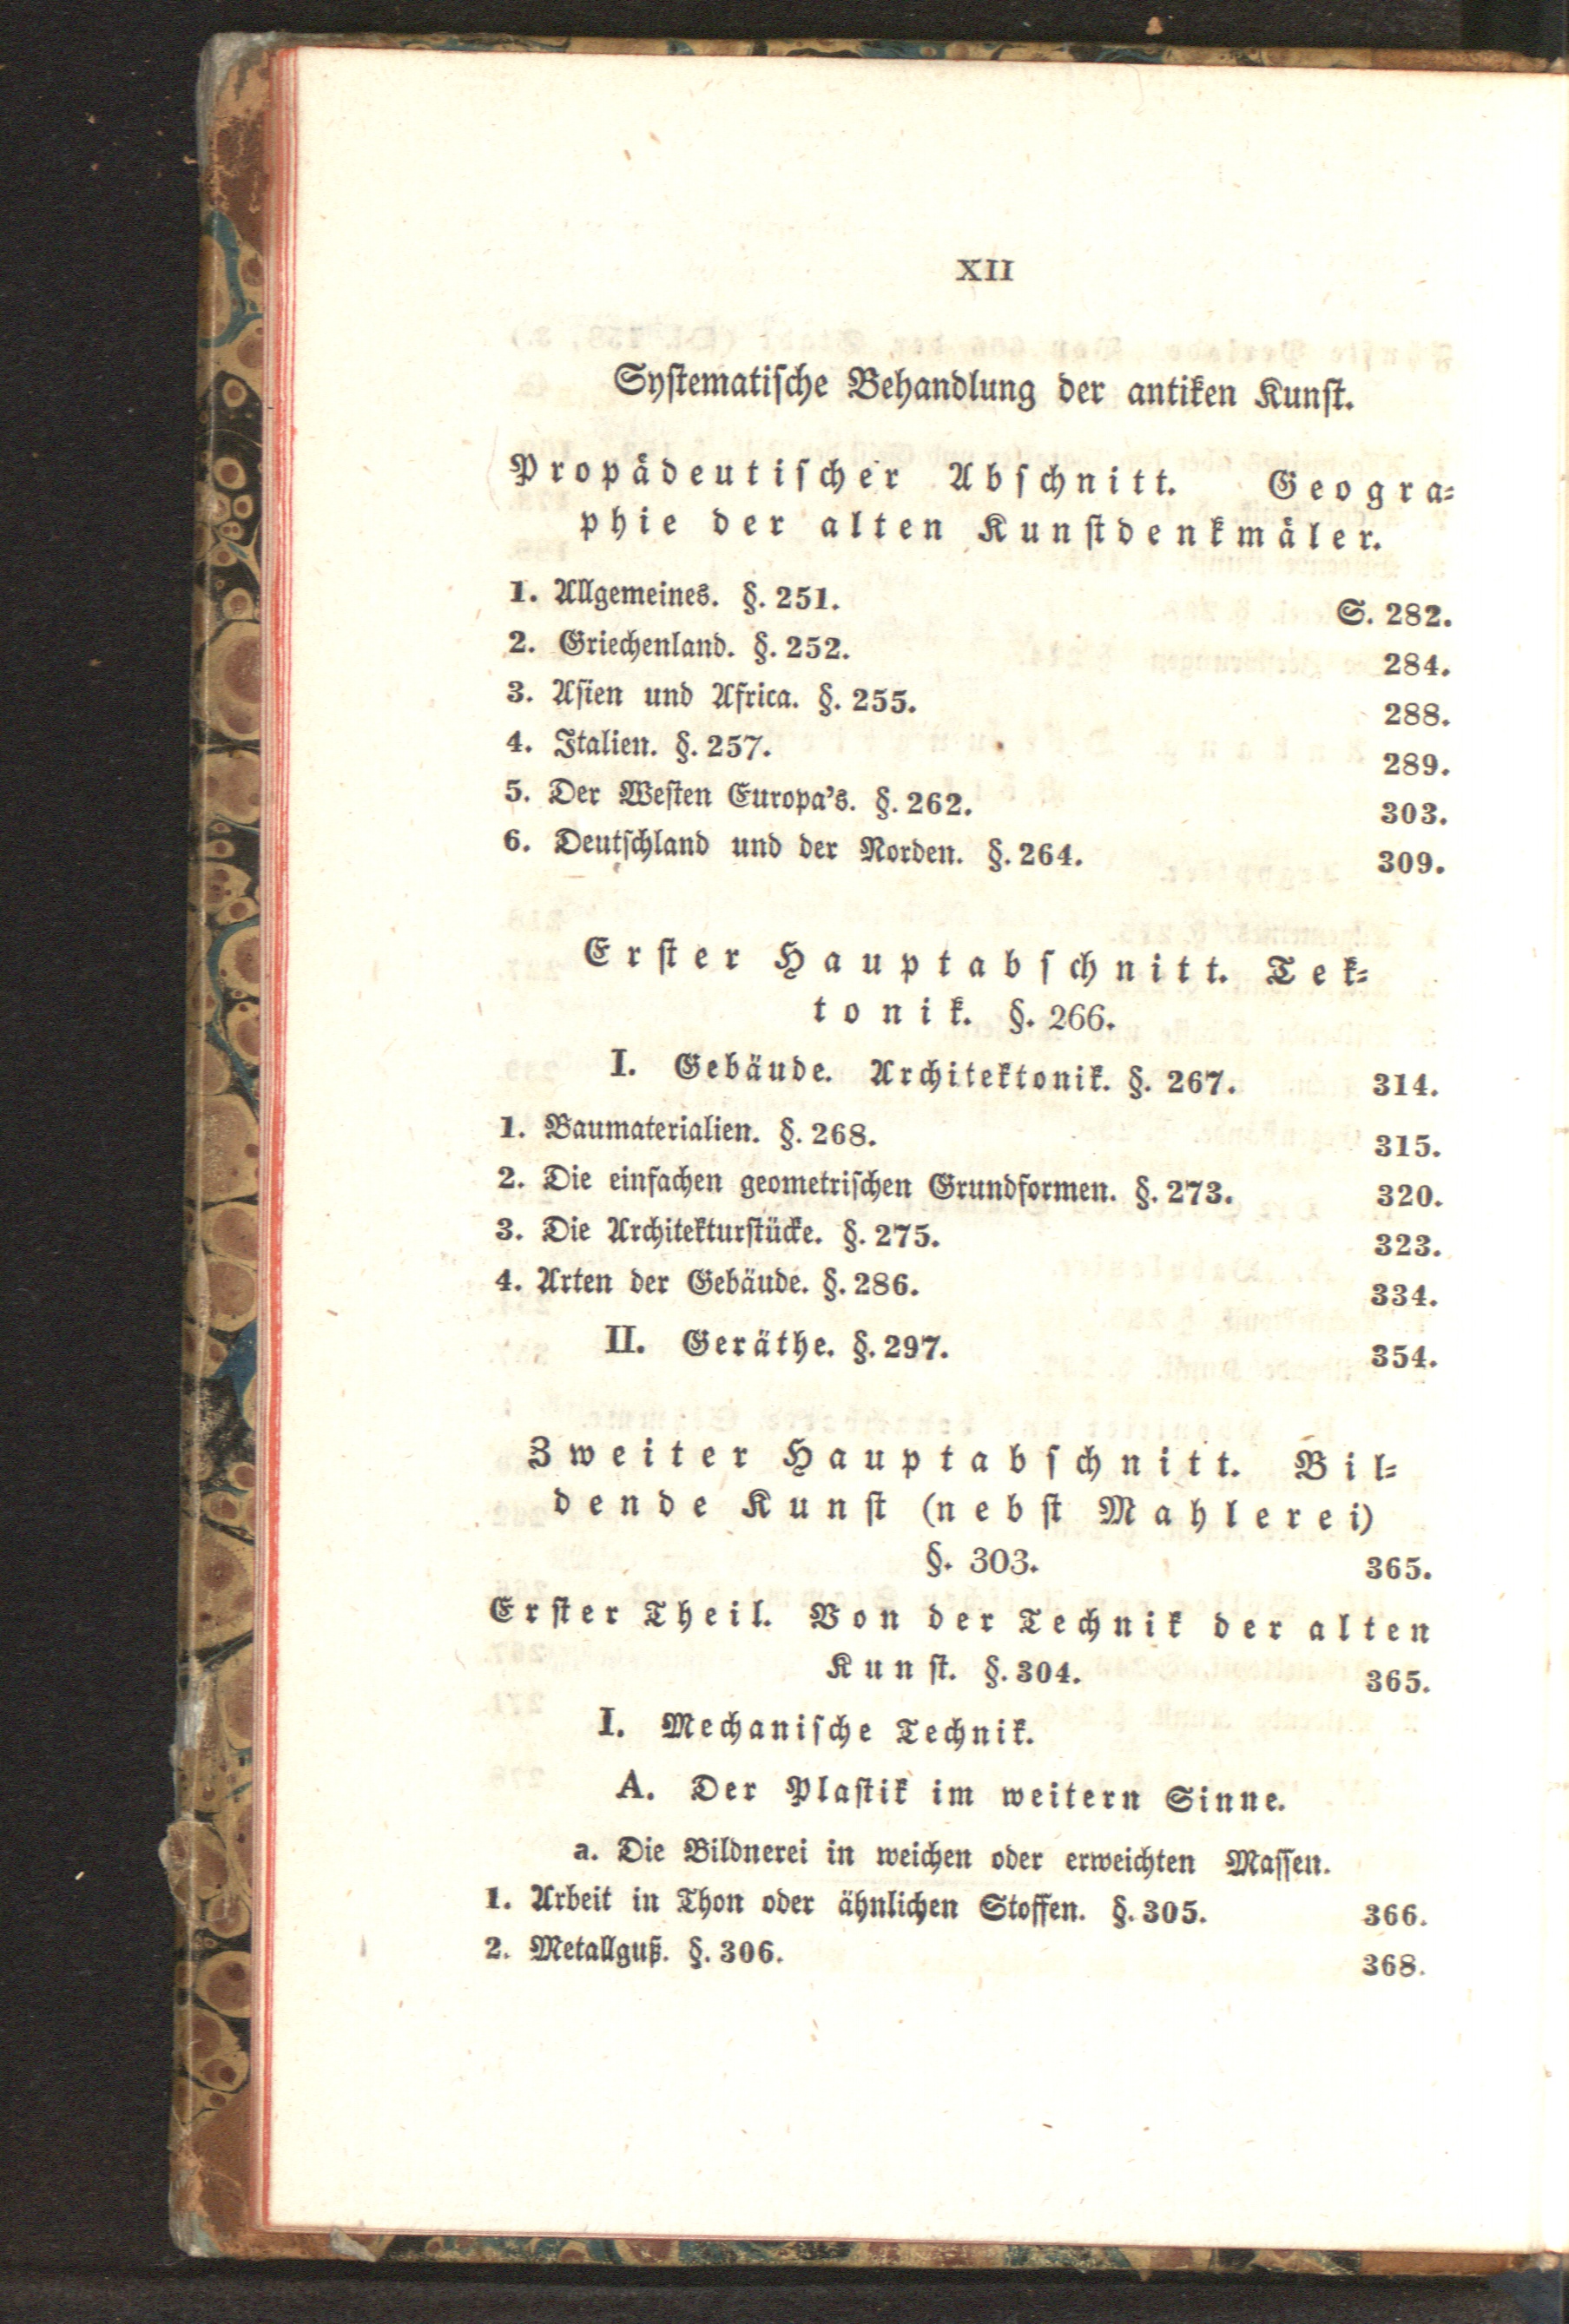 XII
Systematische Behandlung der antiken Kunst.
Propädeutischer Abschnitt. Geogra-
phie der alten Kunstdenkmäler.
1. Allgemeines. §. 251. S. 282.
2. Griechenland. §. 252. 284.
3. Asien und Africa. §. 255. 288.
4. Italien. §. 257. 289.
5. Der Westen Europa's. §. 262. 303.
6. Deutschland und der Norden. §. 264. 309.
Erster Hauptabschnitt. Tek-
tonik. §. 266.
I. Gebäude. Architektonik. §. 267. 314.
1. Baumaterialien. §. 268. 315.
2. Die einfachen geometrischen Grundformen. §. 273. 320.
3. Die Architekturstücke. §. 275. 323.
4. Arten der Gebäude. §. 286. 334.
II. Geräthe. §. 297. 354.
Zweiter Hauptabschnitt. Bil-
dende Kunst (nebst Mahlerei)
§. 303. 365.
Erster Theil. Von der Technik der alten
Kunst. §. 304. 365.
I. Mechanische Technik.
A. Der Plastik im weitern Sinne.
a. Die Bildnerei in weichen oder erweichten Massen.
1. Arbeit in Thon oder ähnlichen Stoffen. §. 305. 366.
2. Metallguß. §. 306. 368.